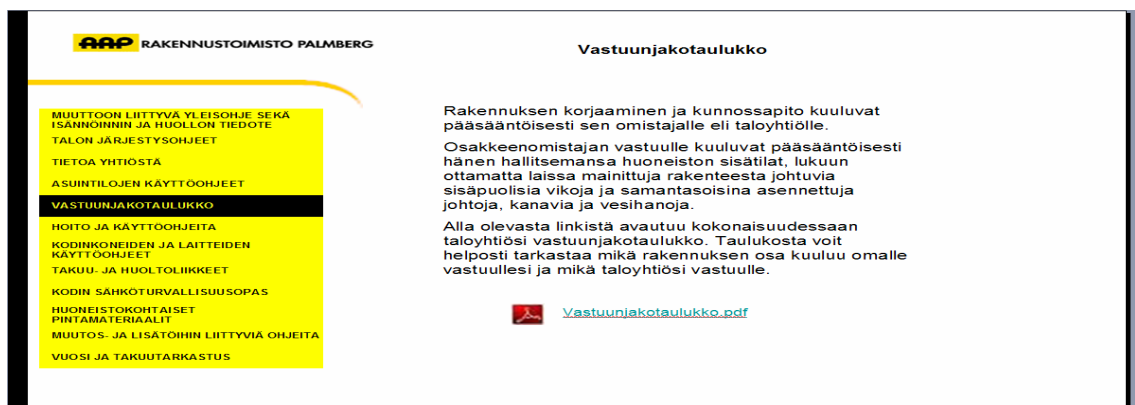 AAP RAKENNUSTOIMISTO PALMBERG
Vastuunjakotaulukko
MUUTTOON LIITTYVÄ YLEISOHJE SEKÄ
ISÄNNÖINNIN JA HUOLLON TIEDOTE
TALON JÄRJESTYSOHJEET
TIETOA YHTIÖSTÄ
ASUINTILOJEN KÄYTTÖOHJEET
VASTUUNJAKOTAULUKKO
HOITO JA KÄYTTÖOHJEITA
KODINKONEIDEN JA LAITTEIDEN
KÄYTTÖOHJEET
TAKUU- JA HUOLTOLIIKKEET
KODIN SÄHKÖTURVALLISUUSOPAS
HUONEISTOKOHTAISET
PINTAMATERIAALIT
MUUTOS- JA LISÄTÖIHIN LIITTYVIÄ OHJEITA
VUOSI JA TAKUUTARKASTUS
Rakennuksen korjaaminen ja kunnossapito kuuluvat
pääsääntöisesti sen omistajalle eli taloyhtiölle.
Osakkeenomistajan vastuulle kuuluvat pääsääntöisesti
hänen hallitsemansa huoneiston sisätilat, lukuun
ottamatta laissa mainittuja rakenteesta johtuvia
sisäpuolisia vikoja ja samantasoisina asennettuja
johtoja, kanavia ja vesihanoja.
Alla olevasta linkistä avautuu kokonaisuudessaan
taloyhtiösi vastuunjakotaulukko. Taulukosta voit
helposti tarkastaa mikä rakennuksen osa kuuluu omalle
vastuullesi ja mikä taloyhtiösi vastuulle.
Vastuunjakotaulukko.pdf